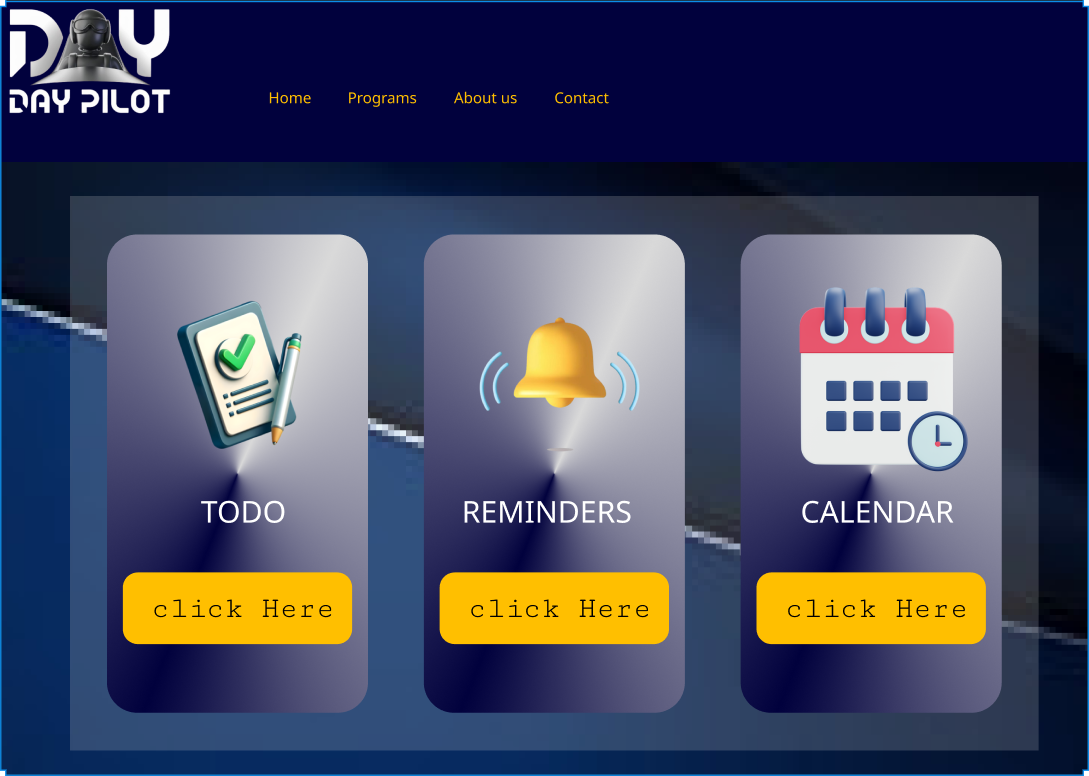 DAY
DAY PILOT
Home Programs About us Contact
TODO REMINDERS CALENDAR
click Here click Here click Here